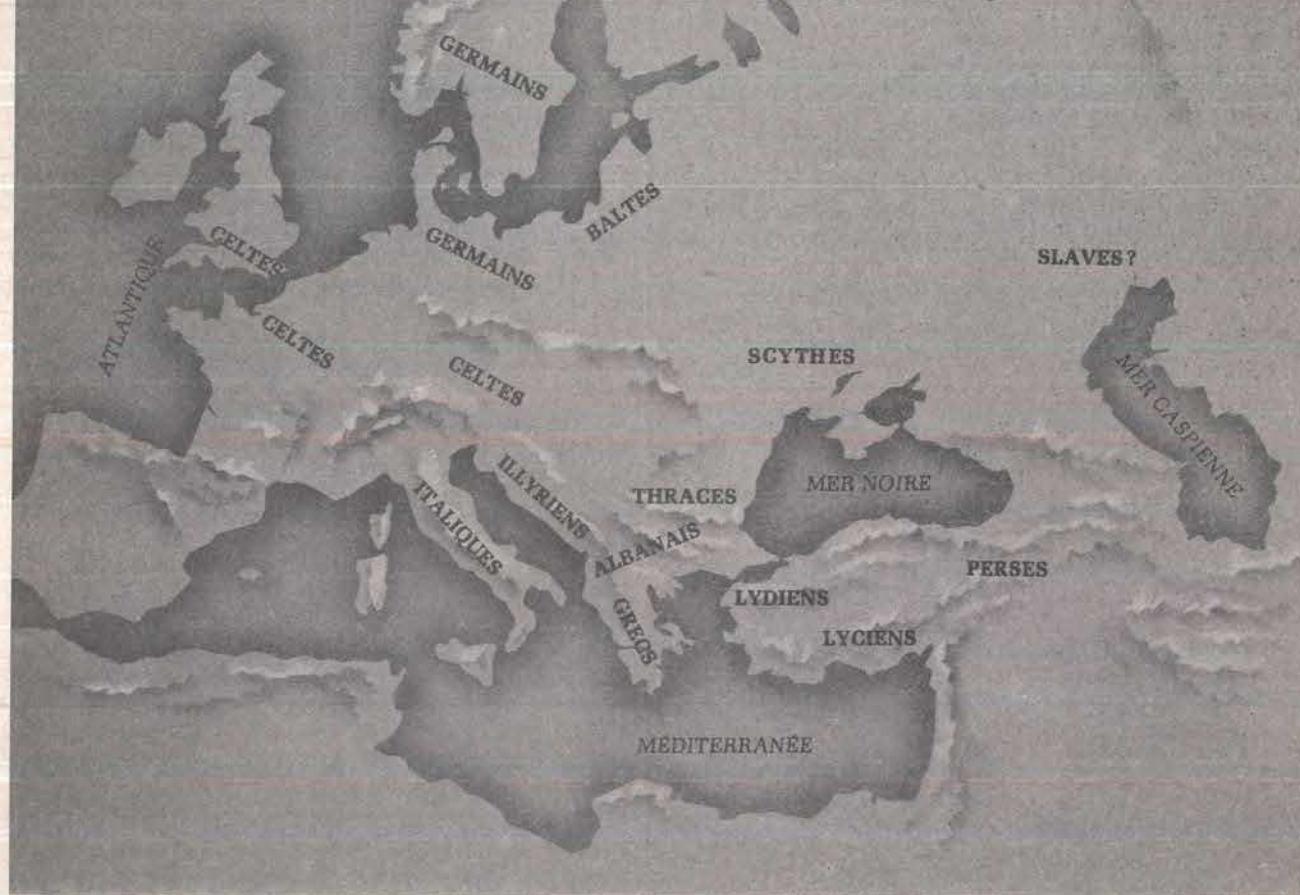 GERMAINS
BALTES
CELTES
GERMAINS
ATLANTIQUE
SLAVES?
CELTES
CELTES
SCYTHES
MER CASPIENNE
ILLYRIENS
MER NOIRE
THRACES
ITALIQUES
ALBANAIS
PERSES
LYDIENS
GRECS
LYCIENS
MÉDITERRANÉE